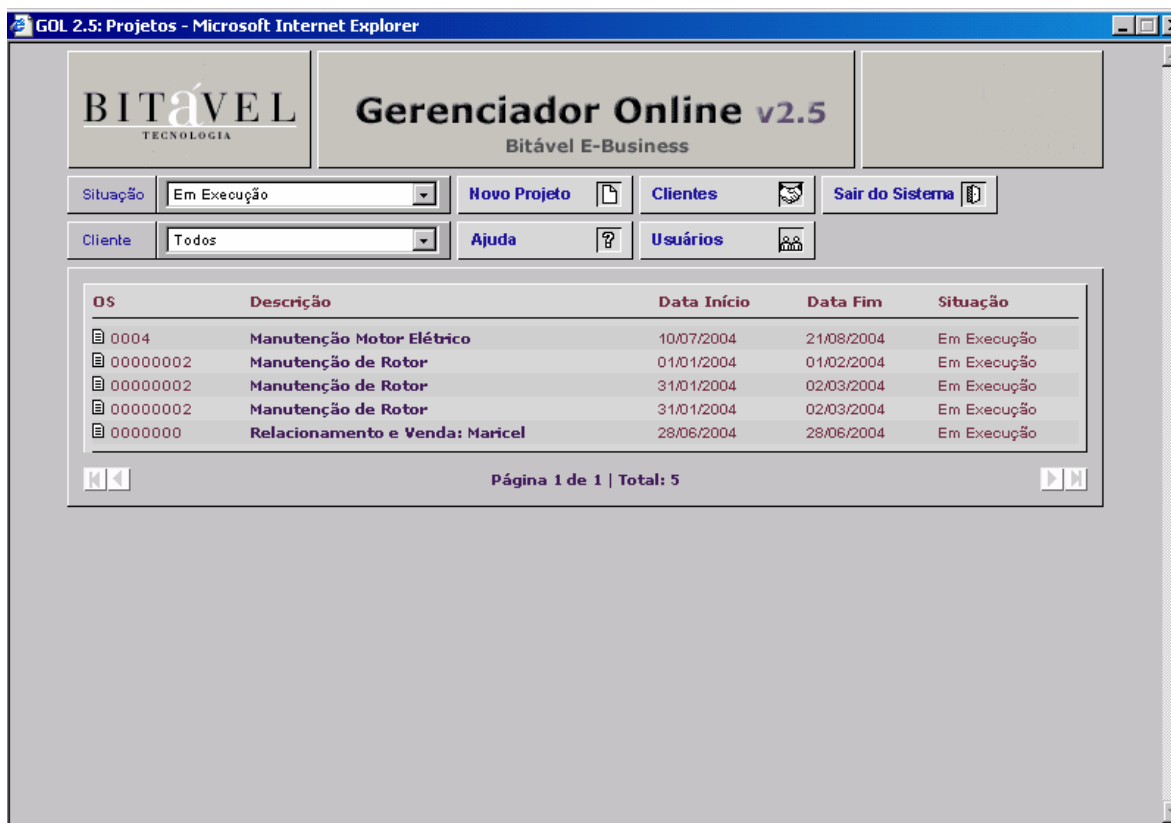 GOL 2.5: Projetos - Microsoft Internet Explorer
BITáVEL
TECNOLOGIA
Gerenciador Online v2.5
Bitável E-Business
Situação Em Execução Novo Projeto Clientes Sair do Sistema
Cliente Todos Ajuda ? Usuários
OS Descrição Data Início Data Fim Situação
0004 Manutenção Motor Elétrico 10/07/2004 21/08/2004 Em Execução
00000002 Manutenção de Rotor 01/01/2004 01/02/2004 Em Execução
00000002 Manutenção de Rotor 31/01/2004 02/03/2004 Em Execução
00000002 Manutenção de Rotor 31/01/2004 02/03/2004 Em Execução
0000000 Relacionamento e Venda: Maricel 28/06/2004 28/06/2004 Em Execução
Página 1 de 1 | Total: 5